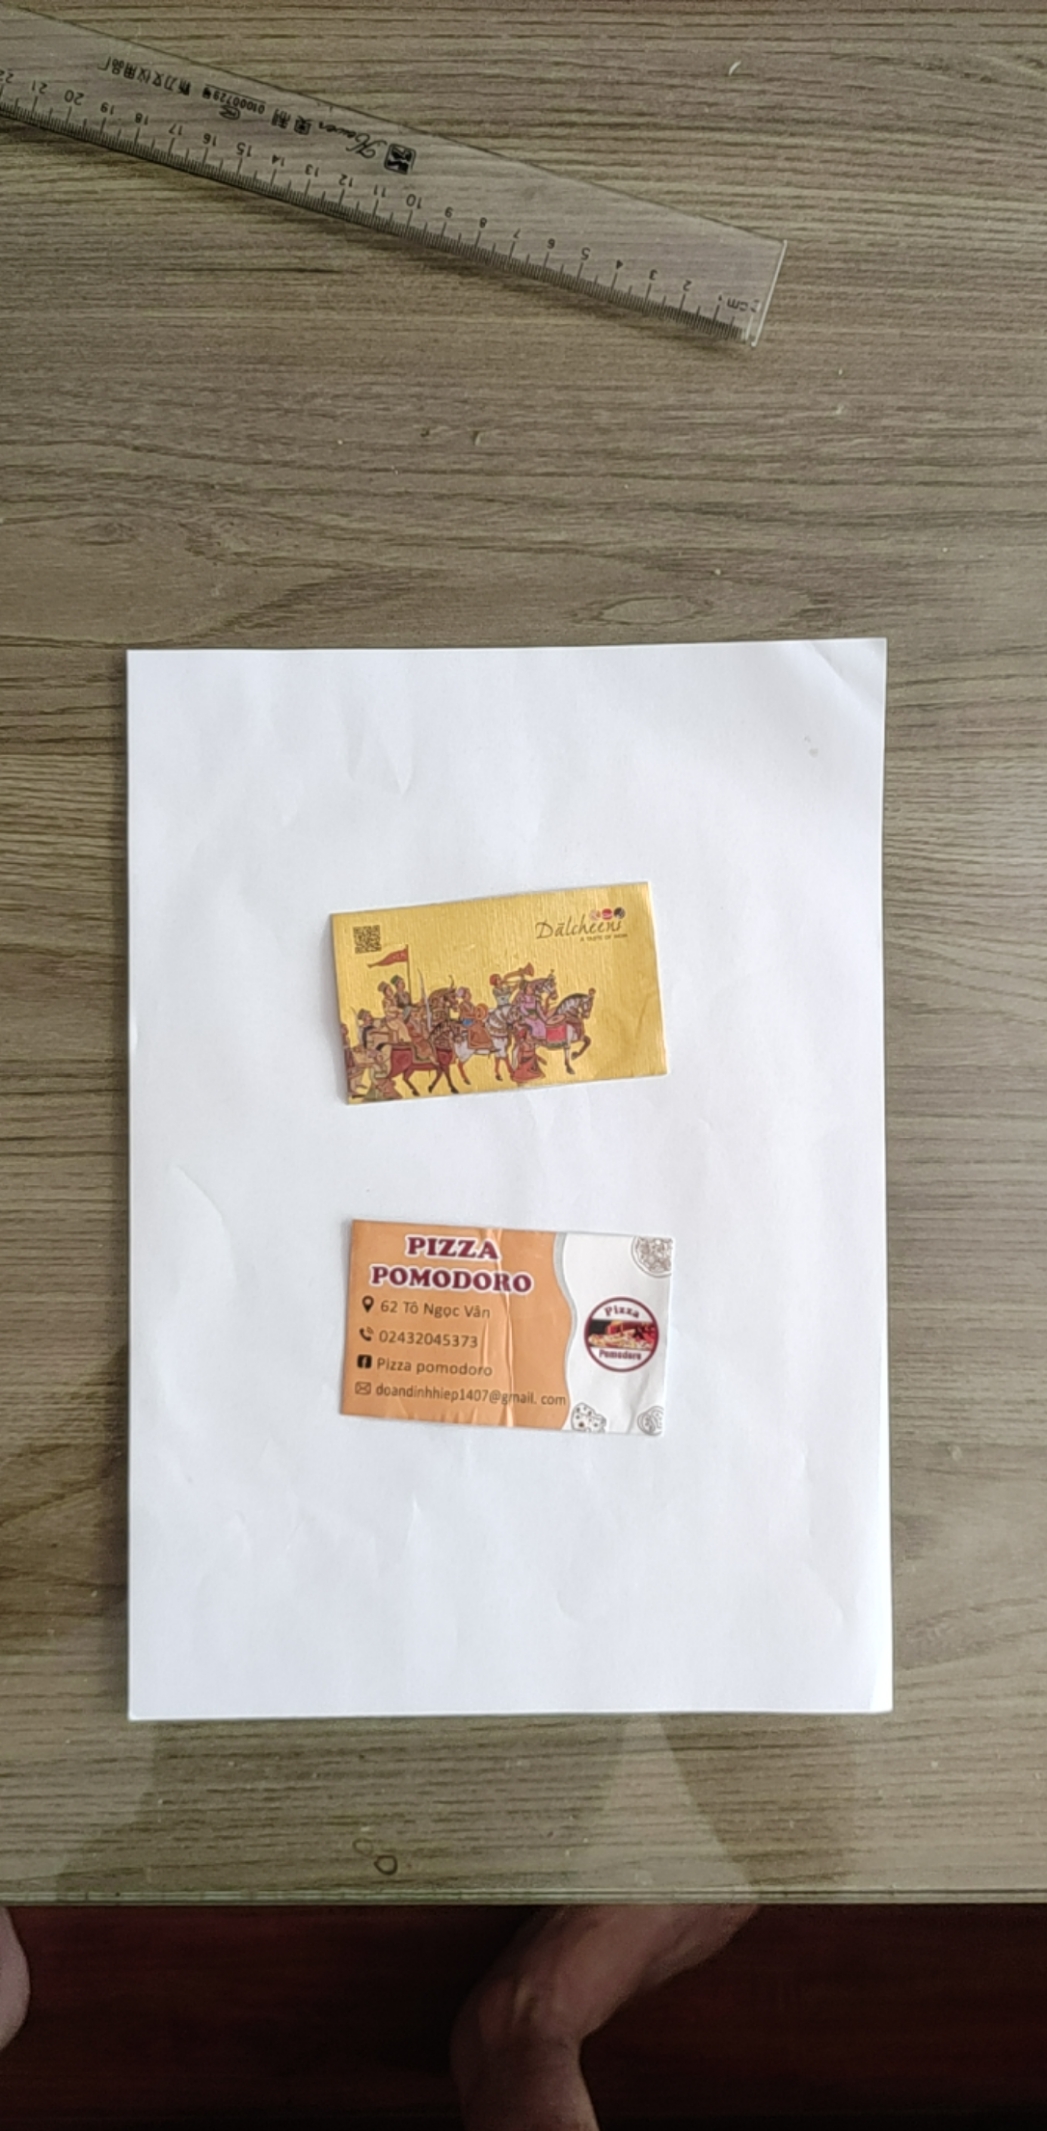 22 21 20 19 18 17 16 15 14 13 12 11 10 9 8 7 6 5 4 3 2 1 cm
01000729
Dälcheeni
A TASTE OF INDIA
PIZZA
POMODORO
62 Tô Ngọc Vân
02432045373
Pizza pomodoro
doandinhhiep1407@gmail. com
Pizza
Pomodoro